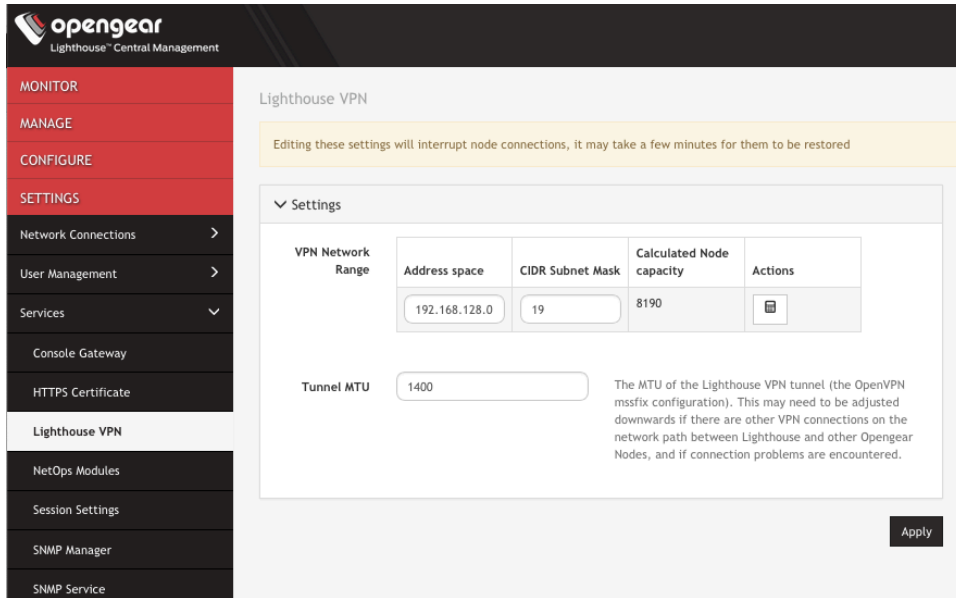 opengear
Lighthouse™ Central Management
MONITOR
MANAGE
CONFIGURE
SETTINGS
Network Connections
User Management
Services
Console Gateway
HTTPS Certificate
Lighthouse VPN
NetOps Modules
Session Settings
SNMP Manager
SNMP Service
Lighthouse VPN
Editing these settings will interrupt node connections, it may take a few minutes for them to be restored
Settings
VPN Network
Range
Address space
CIDR Subnet Mask
Calculated Node
capacity
Actions
192.168.128.0
19
8190
Tunnel MTU
1400
The MTU of the Lighthouse VPN tunnel (the OpenVPN
mssfix configuration). This may need to be adjusted
downwards if there are other VPN connections on the
network path between Lighthouse and other Opengear
Nodes, and if connection problems are encountered.
Apply